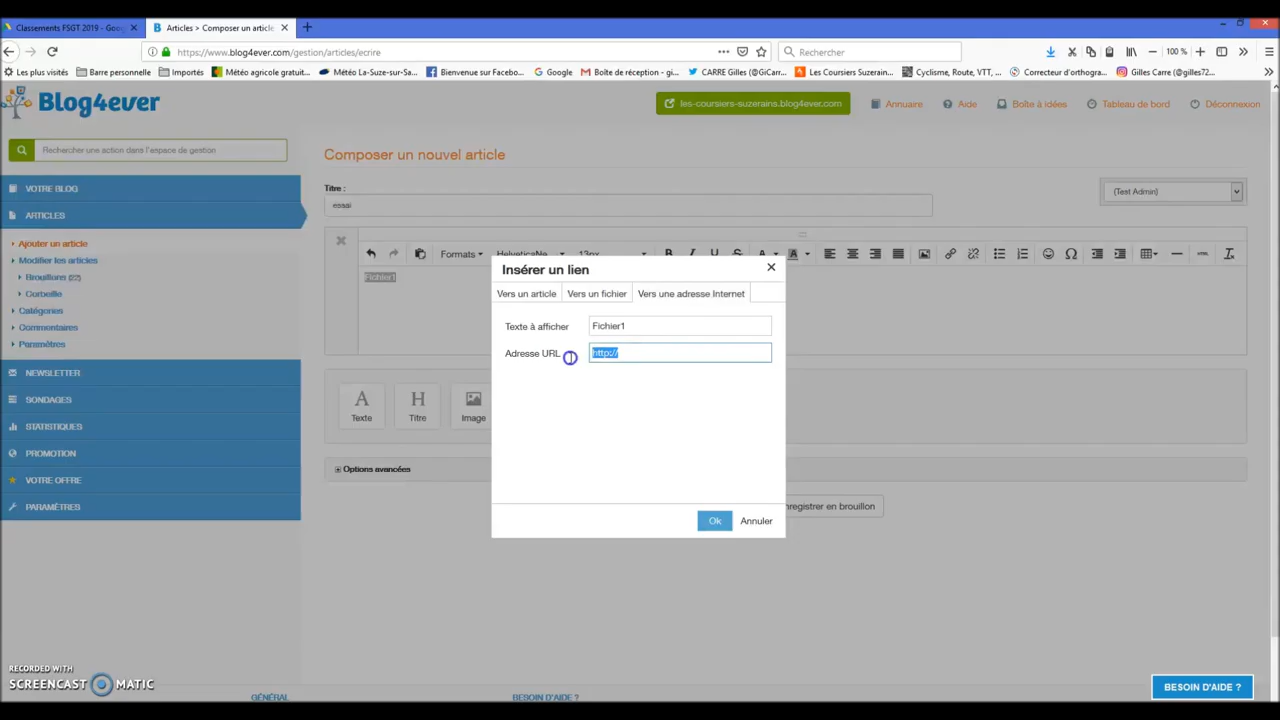 Classements FSGT 2019 - Goog
Articles > Composer un article
https://www.blog4ever.com/gestion/articles/ecrire
Rechercher
100 %
Les plus visités
Barre personnelle
Importés
Météo agricole gratuit...
Météo La-Suze-sur-Sa...
Bienvenue sur Facebo...
Google
Boîte de réception - gi...
CARRE Gilles (@GiCarr...
Les Coursiers Suzerain...
Cyclisme, Route, VTT, ...
Correcteur d'orthogra...
Gilles Carre (@gilles72...
Blog4ever
les-coursiers-suzerains.blog4ever.com
Annuaire
Aide
Boîte à idées
Tableau de bord
Déconnexion
Rechercher une action dans l'espace de gestion
VOTRE BLOG
ARTICLES
Ajouter un article
Modifier les articles
Brouillons (22)
Corbeille
Catégories
Commentaires
Paramètres
NEWSLETTER
SONDAGES
STATISTIQUES
PROMOTION
VOTRE OFFRE
PARAMÈTRES
Composer un nouvel article
Titre :
essai
(Test Admin)
Formats
HelveticaNe
13px
Fichier1
Insérer un lien
Vers un article
Vers un fichier
Vers une adresse Internet
Texte à afficher
Fichier1
Adresse URL
http://
Ok
Annuler
Texte
Titre
Image
Options avancées
nregistrer en brouillon
RECORDED WITH
SCREENCAST MATIC
GÉNÉRAL
BESOIN D'AIDE ?
BESOIN D'AIDE ?